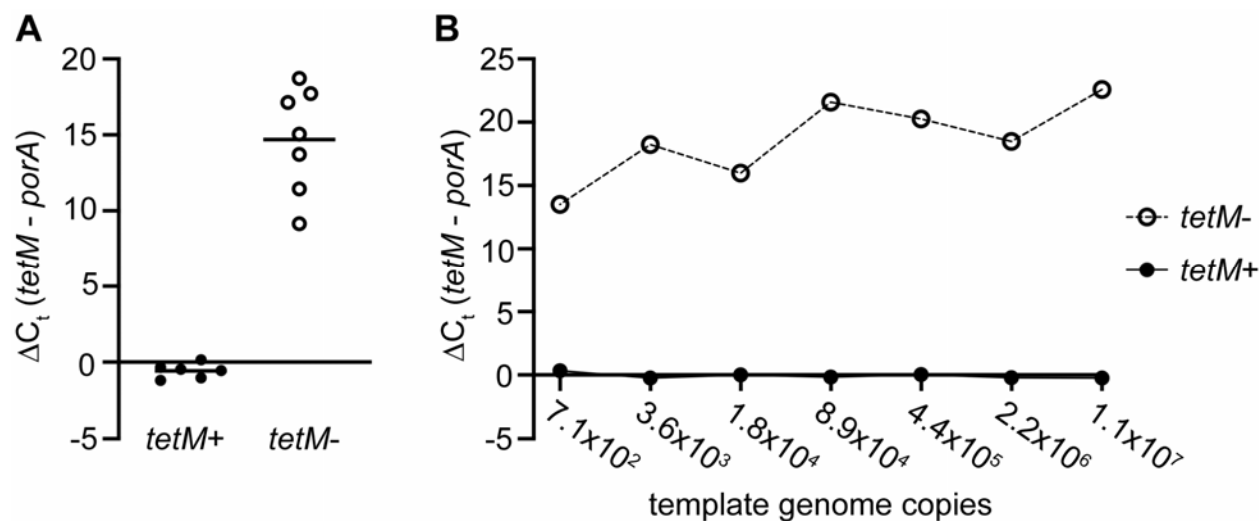 A
20
15
10
5
0
-5
ΔCt (tetM - porA)
tetM+ tetM-
B
25
20
15
10
5
0
-5
ΔCt (tetM - porA)
7.1x10² 3.6x10³ 1.8x10⁴ 8.9x10⁴ 4.4x10⁵ 2.2x10⁶ 1.1x10⁷
template genome copies
tetM-
tetM+